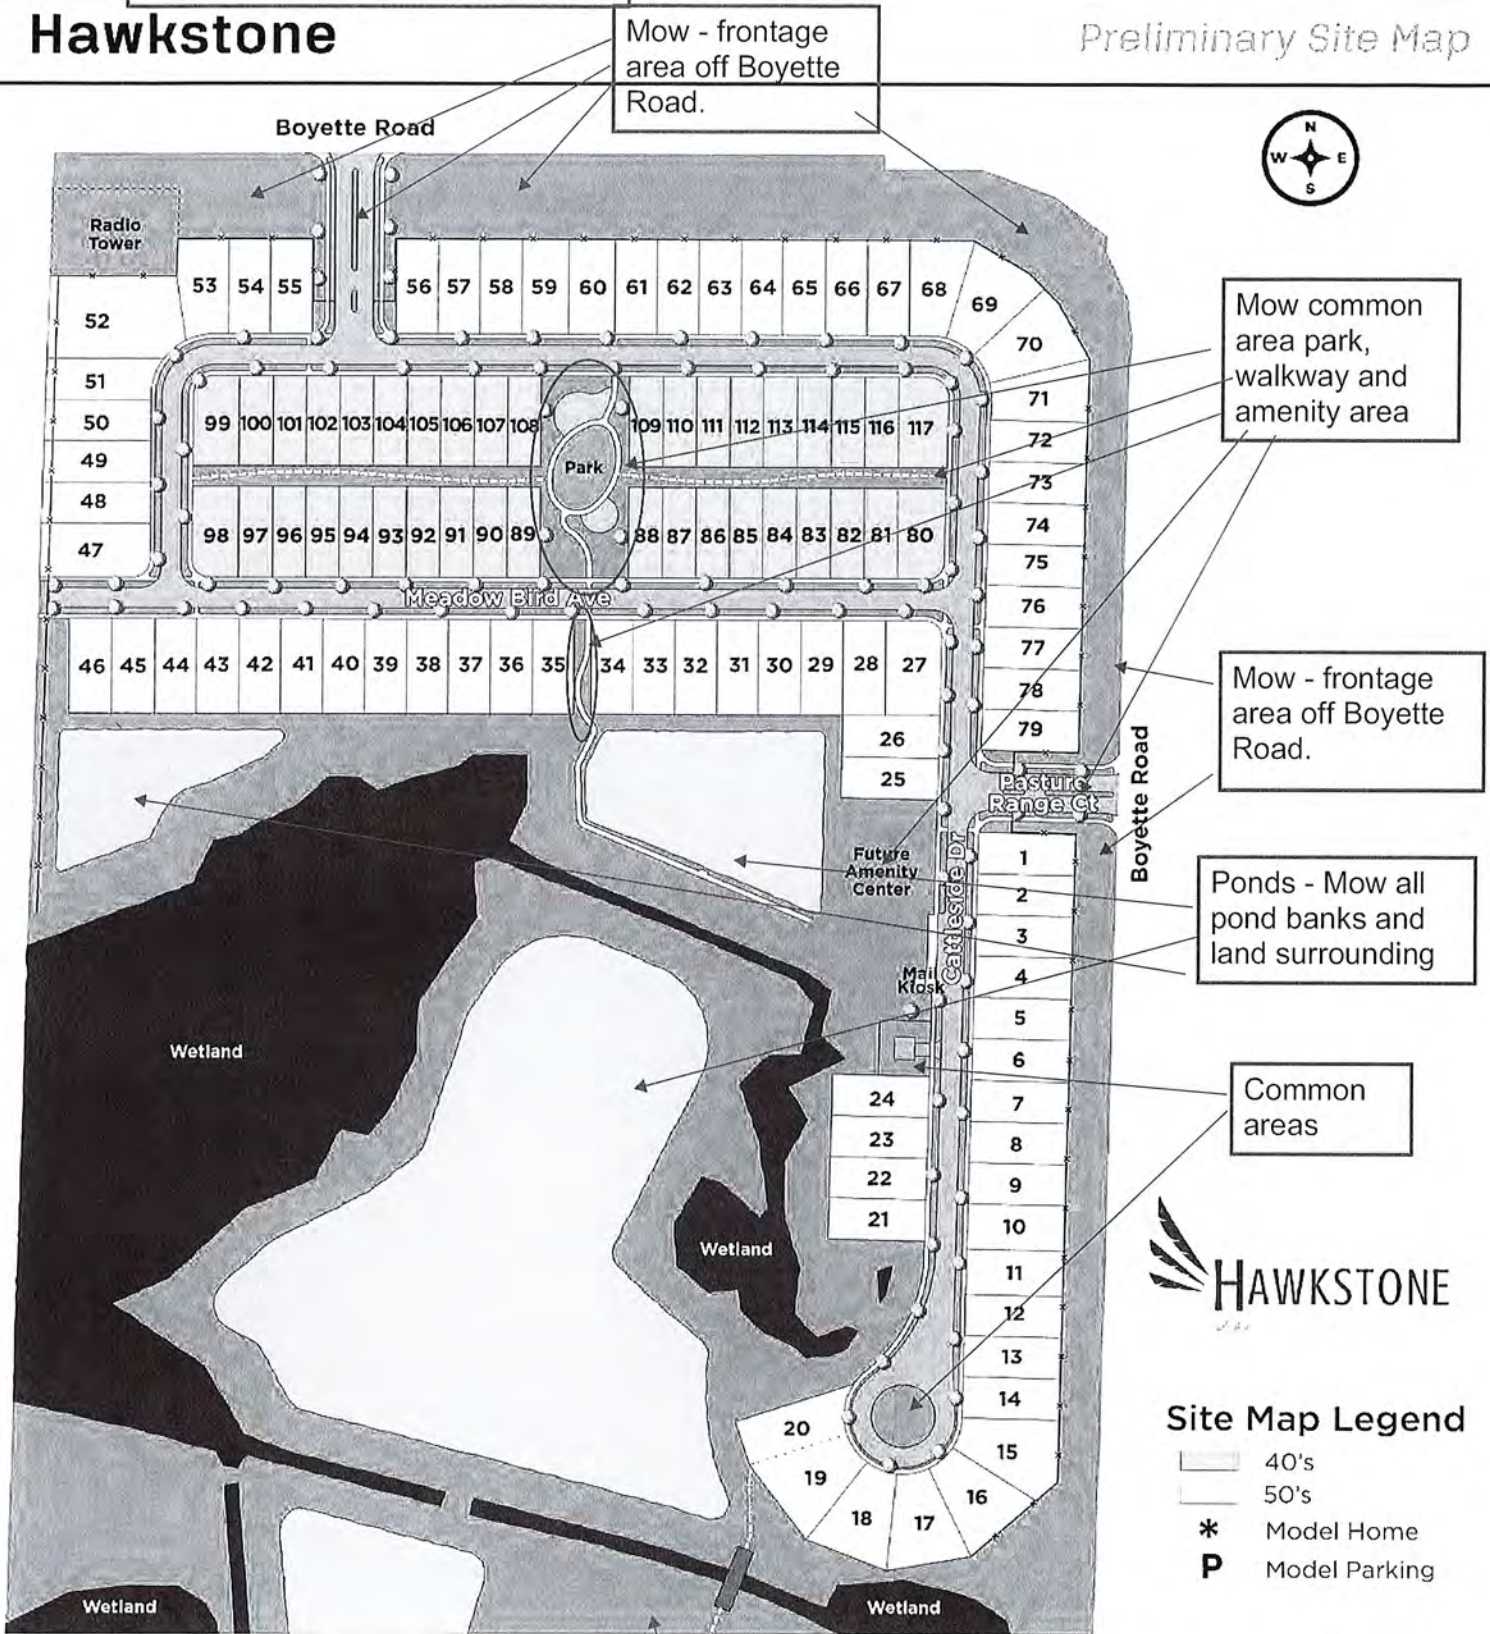 Hawkstone
Preliminary Site Map
Mow - frontage
area off Boyette
Road.
Boyette Road
N
W E
S
Radio
Tower
53 54 55 56 57 58 59 60 61 62 63 64 65 66 67 68
69
70
71
72
73
74
75
76
77
78
79
52
51
50
49
48
47
99 100 101 102 103 104 105 106 107 108
Park
109 110 111 112 113 114 115 116 117
98 97 96 95 94 93 92 91 90 89
88 87 86 85 84 83 82 81 80
Meadow Bird Ave
46 45 44 43 42 41 40 39 38 37 36 35 34 33 32 31 30 29 28 27
26
25
Mow common
area park,
walkway and
amenity area
Mow - frontage
area off Boyette
Road.
Pasture
Range Ct
Boyette Road
Future
Amenity
Center
Cattleside Dr
Mail
Kiosk
Ponds - Mow all
pond banks and
land surrounding
Common
areas
1
2
3
4
5
6
7
8
9
10
11
12
13
14
15
16
17
18
19
20
24
23
22
21
Wetland
Wetland
Wetland
Wetland
HAWKSTONE
Site Map Legend
40's
50's
* Model Home
P Model Parking